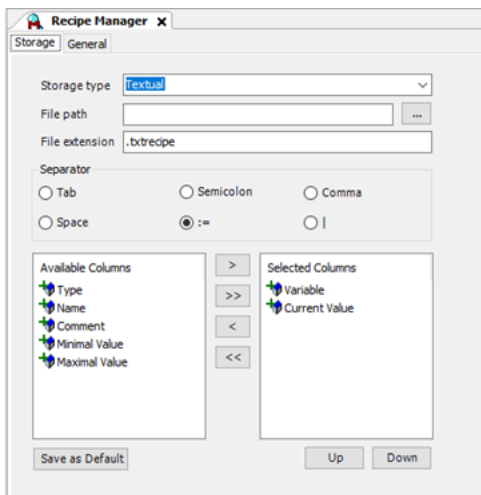 Recipe Manager X
Storage General
Storage type Textual
File path ...
File extension .txtrecipe
Separator
Tab Semicolon Comma
Space := |
Available Columns
Type
Name
Comment
Minimal Value
Maximal Value
>
>>
<
<<
Selected Columns
Variable
Current Value
Save as Default Up Down